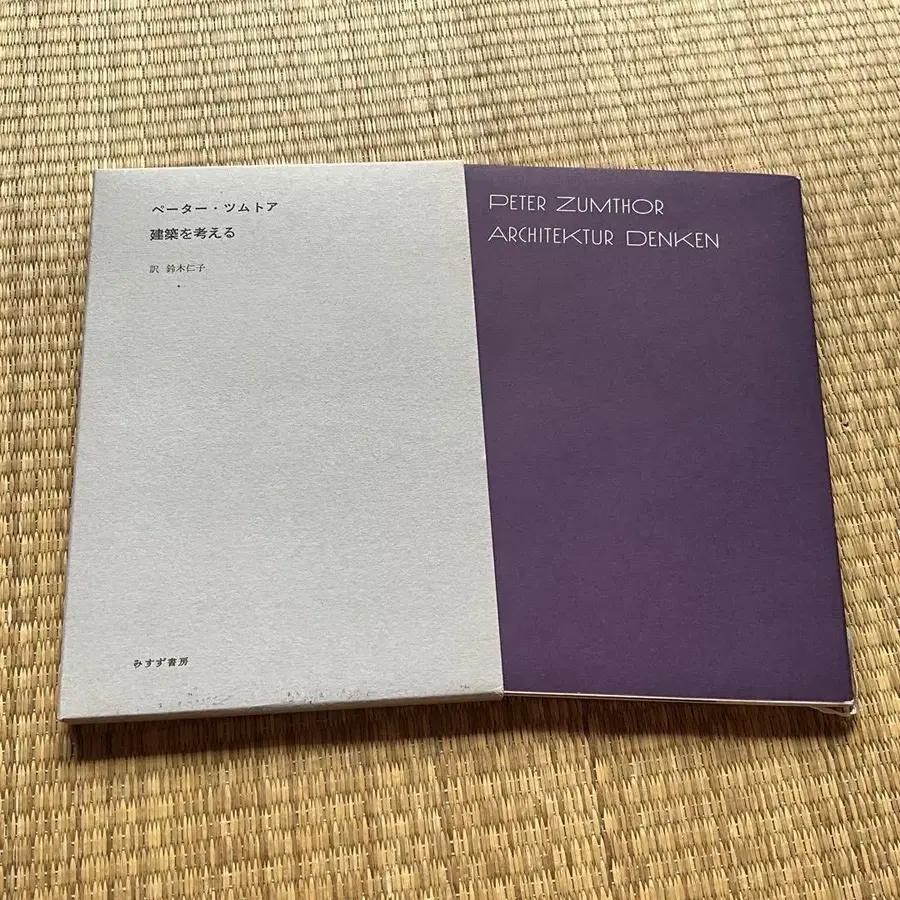 ペーター・ツムトア
建築を考える
訳 鈴木仁子
みすず書房
PETER ZUMTHOR
ARCHITEKTUR DENKEN